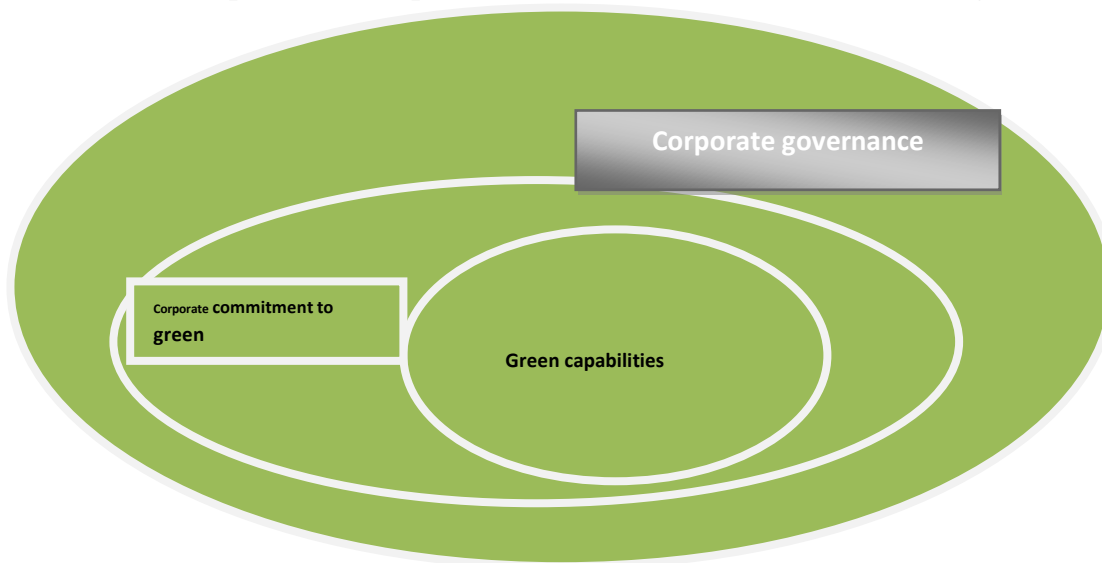 Corporate governance
Corporate commitment to
green
Green capabilities